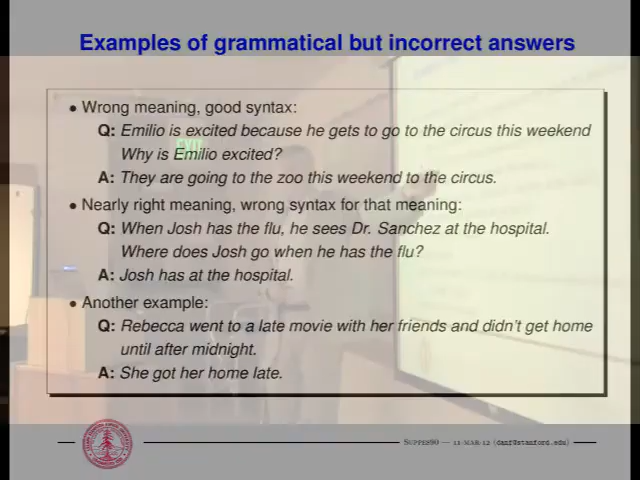 Examples of grammatical but incorrect answers
• Wrong meaning, good syntax:
Q: Emilio is excited because he gets to go to the circus this weekend
Why is Emilio excited?
A: They are going to the zoo this weekend to the circus.
• Nearly right meaning, wrong syntax for that meaning:
Q: When Josh has the flu, he sees Dr. Sanchez at the hospital.
Where does Josh go when he has the flu?
A: Josh has at the hospital.
• Another example:
Q: Rebecca went to a late movie with her friends and didn't get home
until after midnight.
A: She got her home late.
SUPPES90 — 11-MAR-12 (danf@stanford.edu)